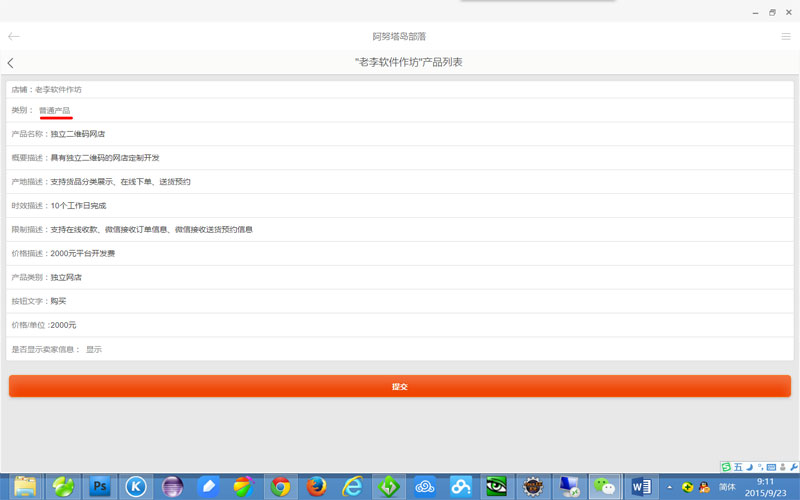 阿努塔岛部落
"老李软件作坊"产品列表
店铺：老李软件作坊
类别： 普通产品
产品名称：独立二维码网店
概要描述：具有独立二维码的网店定制开发
产地描述：支持货品分类展示、在线下单、送货预约
时效描述：10个工作日完成
限制描述：支持在线收款、微信接收订单信息、微信接收送货预约信息
价格描述：2000元平台开发费
产品类别：独立网店
按钮文字：购买
价格/单位：2000元
是否显示卖家信息： 显示
提交
五
Ps
K
W
简体
9:11
2015/9/23